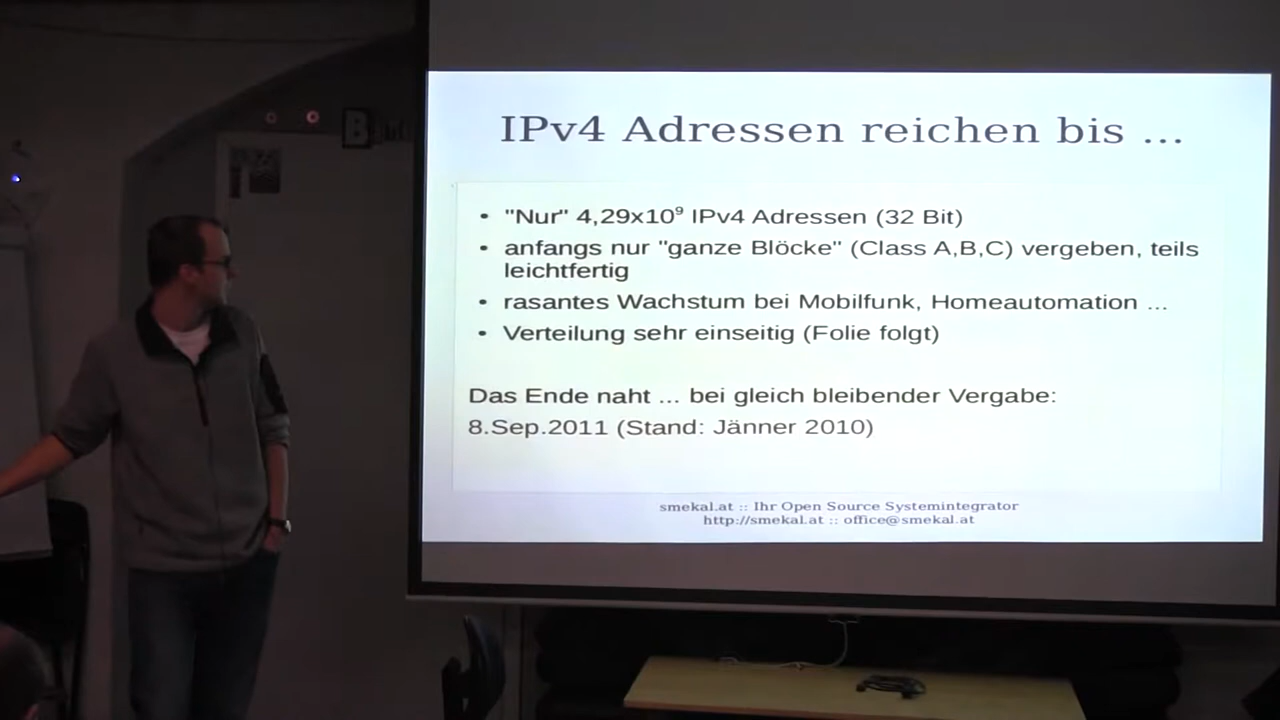 IPv4 Adressen reichen bis ...
• "Nur" 4,29x10⁹ IPv4 Adressen (32 Bit)
• anfangs nur "ganze Blöcke" (Class A,B,C) vergeben, teils
leichtfertig
• rasantes Wachstum bei Mobilfunk, Homeautomation ...
• Verteilung sehr einseitig (Folie folgt)
Das Ende naht ... bei gleich bleibender Vergabe:
8.Sep.2011 (Stand: Jänner 2010)
smekal.at :: Ihr Open Source Systemintegrator
http://smekal.at :: office@smekal.at